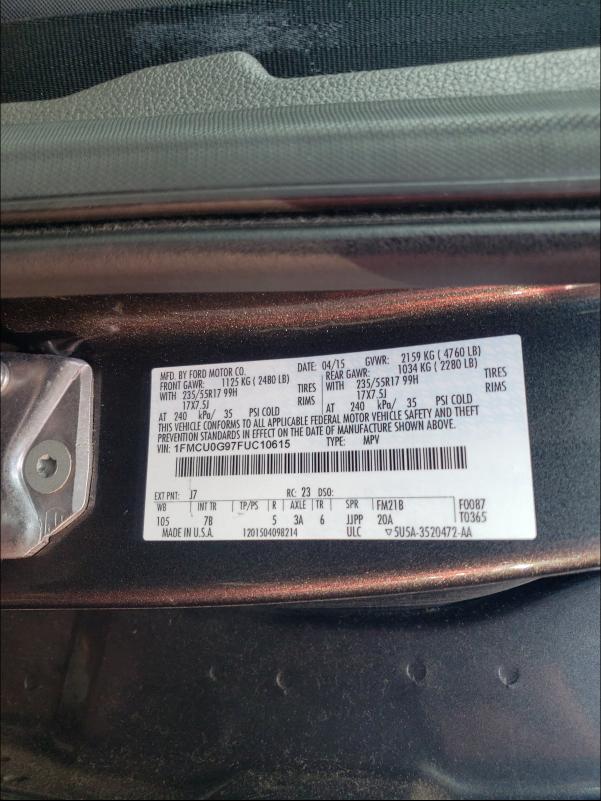 MFD. BY FORD MOTOR CO. DATE: 04/15 GVWR: 2159 KG ( 4760 LB)
FRONT GAWR: 1125 KG ( 2480 LB) REAR GAWR: 1034 KG ( 2280 LB)
WITH 235/55R17 99H TIRES WITH 235/55R17 99H TIRES
17X7.5J RIMS 17X7.5J RIMS
AT 240 kPa/ 35 PSI COLD AT 240 kPa/ 35 PSI COLD
THIS VEHICLE CONFORMS TO ALL APPLICABLE FEDERAL MOTOR VEHICLE SAFETY AND THEFT
PREVENTION STANDARDS IN EFFECT ON THE DATE OF MANUFACTURE SHOWN ABOVE.
VIN: 1FMCU0G97FUC10615 TYPE: MPV
EXT PNT: J7 RC: 23 DSO:
WB INT TR TP/PS R AXLE TR SPR FM21B F0087
105 7B 5 3A 6 JJPP 20A T0365
MADE IN U.S.A. 1201504098214 ULC 5U5A-3520472-AA